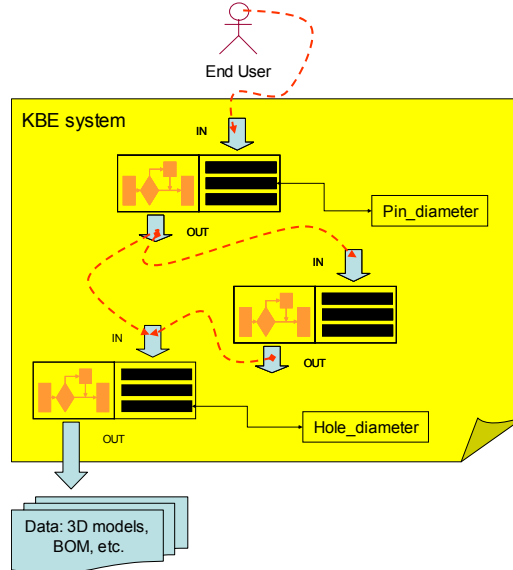 End User
KBE system
IN
Pin_diameter
OUT
IN
IN
OUT
Hole_diameter
OUT
Data: 3D models,
BOM, etc.